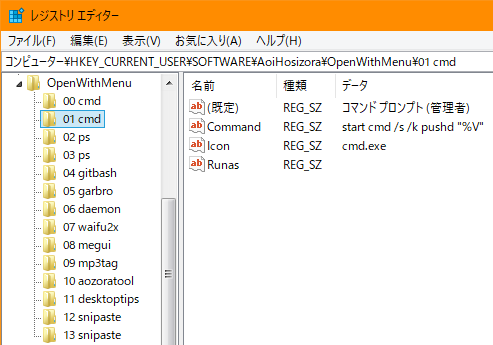 レジストリ エディター
ファイル(F) 編集(E) 表示(V) お気に入り(A) ヘルプ(H)
コンピューター¥HKEY_CURRENT_USER¥SOFTWARE¥AoiHosizora¥OpenWithMenu¥01 cmd
OpenWithMenu
00 cmd
01 cmd
02 ps
03 ps
04 gitbash
05 garbro
06 daemon
07 waifu2x
08 megui
09 mp3tag
10 aozoratool
11 desktoptips
12 snipaste
13 snipaste
名前 種類 データ
(既定) REG_SZ コマンド プロンプト (管理者)
Command REG_SZ start cmd /s /k pushd "%V"
Icon REG_SZ cmd.exe
Runas REG_SZ